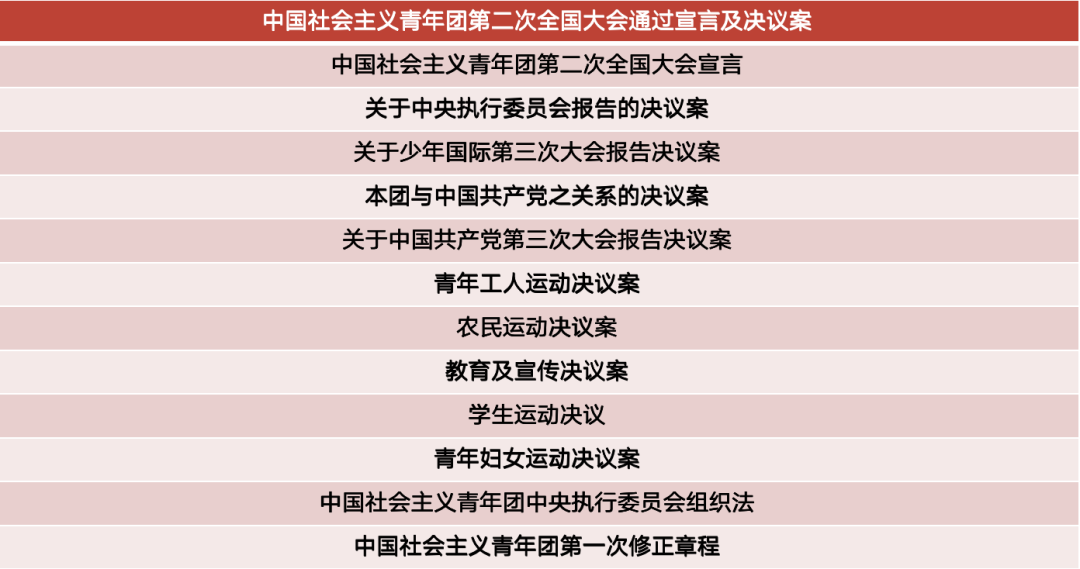 中国社会主义青年团第二次全国大会通过宣言及决议案
中国社会主义青年团第二次全国大会宣言
关于中央执行委员会报告的决议案
关于少年国际第三次大会报告决议案
本团与中国共产党之关系的决议案
关于中国共产党第三次大会报告决议案
青年工人运动决议案
农民运动决议案
教育及宣传决议案
学生运动决议
青年妇女运动决议案
中国社会主义青年团中央执行委员会组织法
中国社会主义青年团第一次修正章程